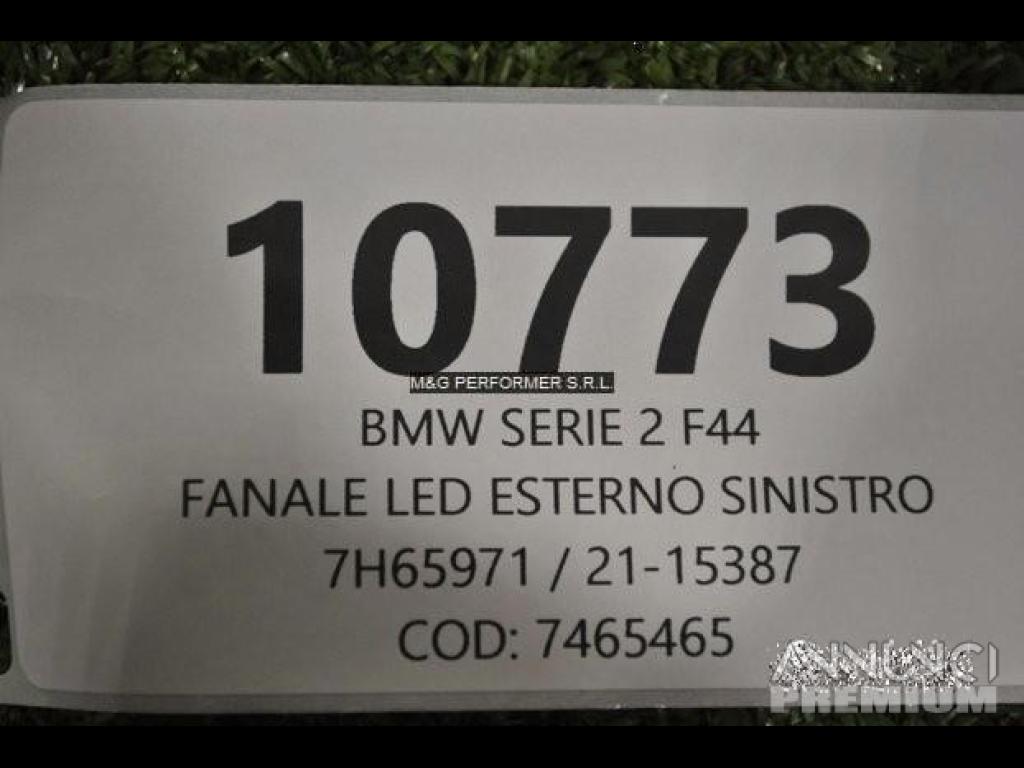 10773
M&G PERFORMER S.R.L.
BMW SERIE 2 F44
FANALE LED ESTERNO SINISTRO
7H65971 / 21-15387
COD: 7465465
ANNUNCI
PREMIUM